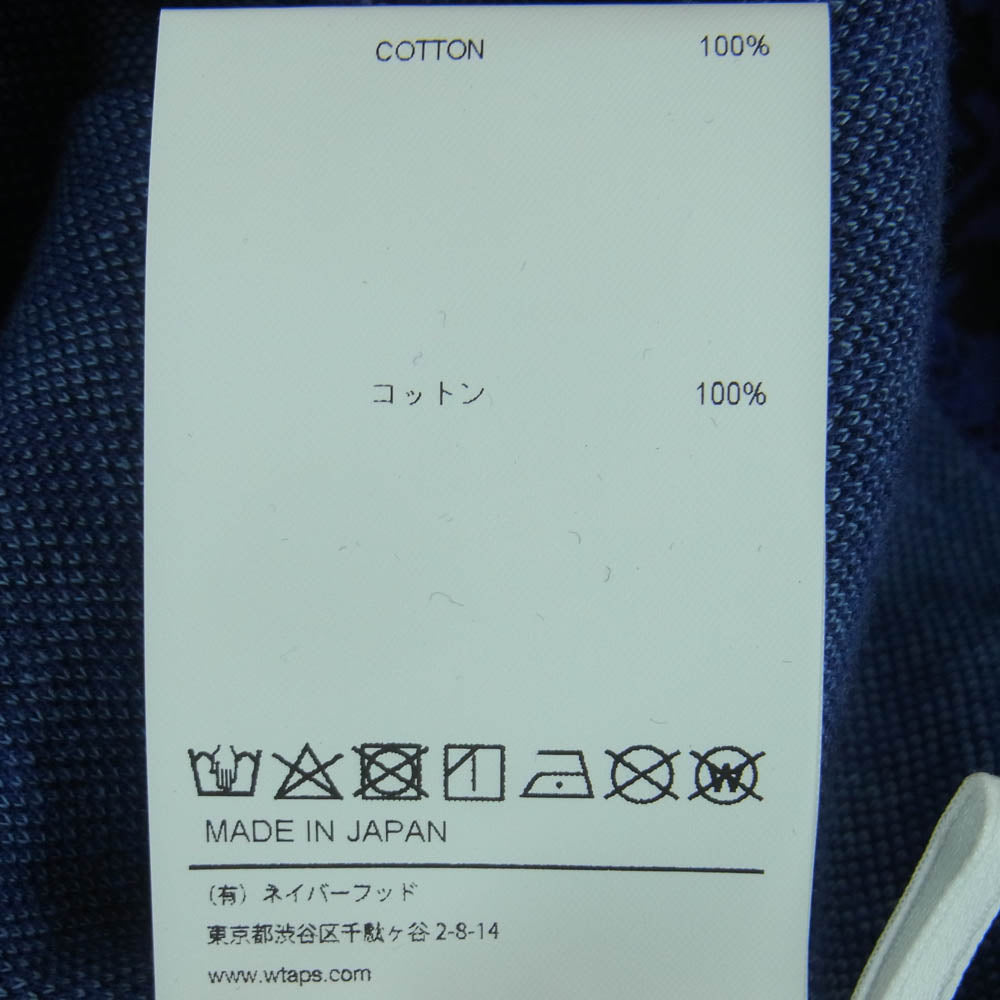 COTTON 100%
コットン 100%
W
MADE IN JAPAN
(有) ネイバーフッド
東京都渋谷区千駄ヶ谷 2-8-14
www.wtaps.com